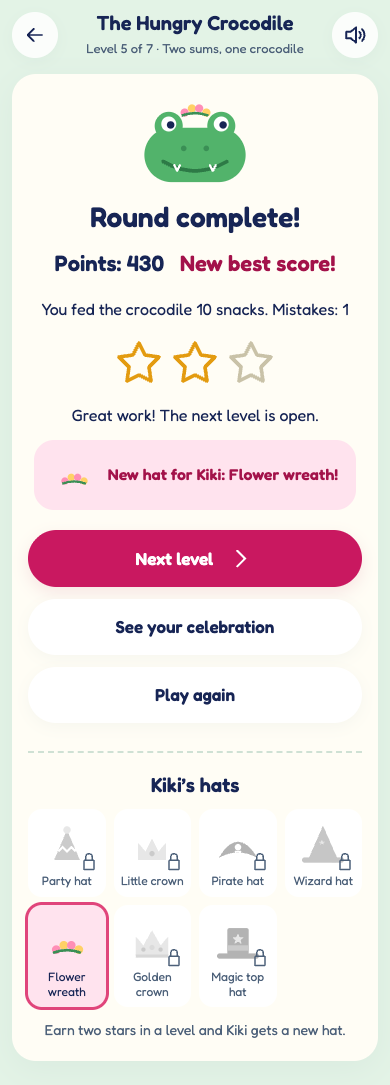 The Hungry Crocodile
Level 5 of 7 · Two sums, one crocodile
Round complete!
Points: 430 New best score!
You fed the crocodile 10 snacks. Mistakes: 1
Great work! The next level is open.
New hat for Kiki: Flower wreath!
Next level
See your celebration
Play again
Kiki’s hats
Party hat
Little crown
Pirate hat
Wizard hat
Flower
wreath
Golden
crown
Magic top
hat
Earn two stars in a level and Kiki gets a new hat.